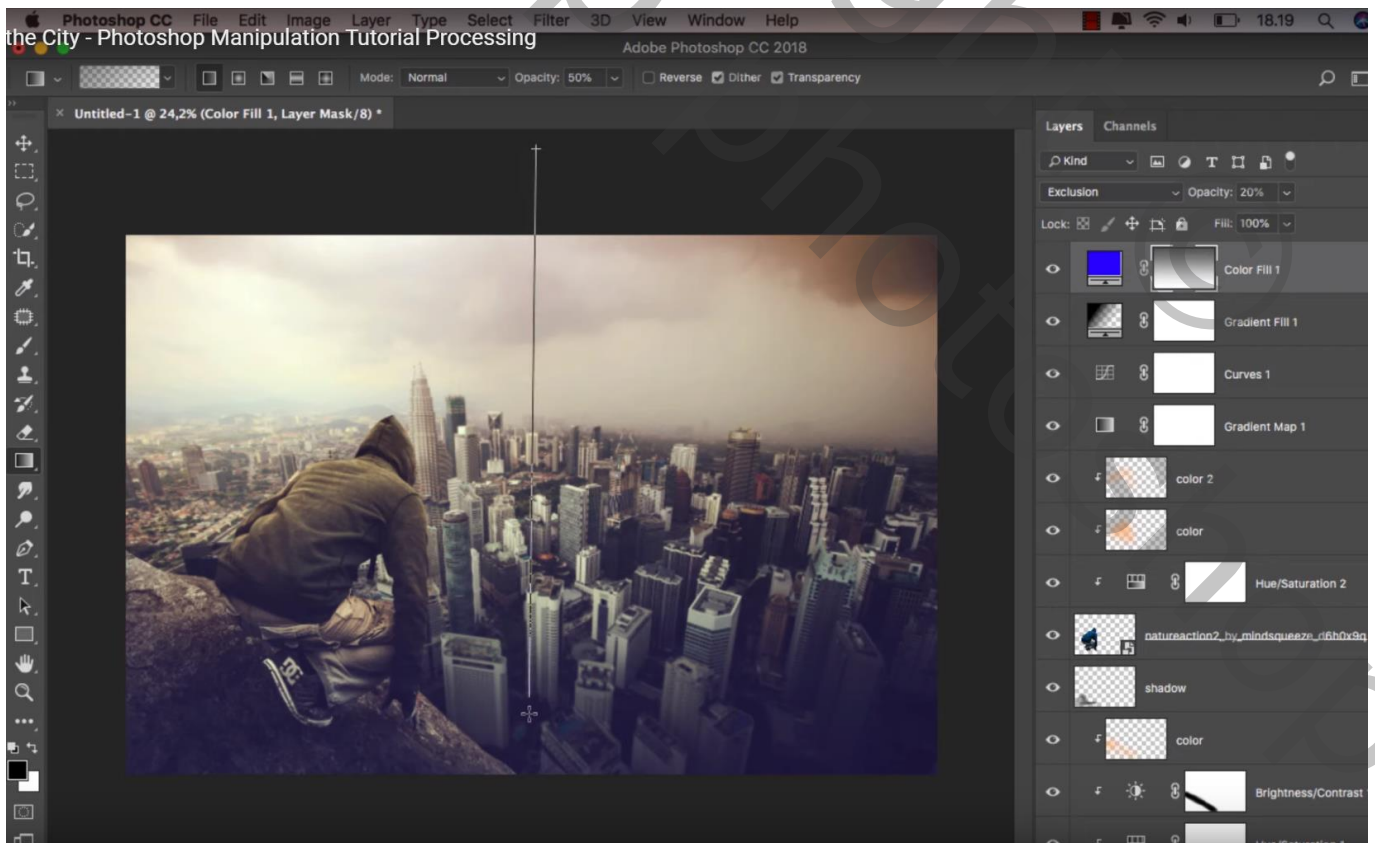 Photoshop CC File Edit Image Layer Type Select Filter 3D View Window Help 18.19
the City - Photoshop Manipulation Tutorial Processing
Adobe Photoshop CC 2018
Mode: Normal Opacity: 50% Reverse Dither Transparency
× Untitled-1 @ 24,2% (Color Fill 1, Layer Mask/8) *
Layers Channels
Kind
Exclusion Opacity: 20%
Lock: Fill: 100%
Color Fill 1
Gradient Fill 1
Curves 1
Gradient Map 1
color 2
color
Hue/Saturation 2
natureaction2_by_mindsqueeze_d6h0x9q
shadow
color
Brightness/Contrast
DC